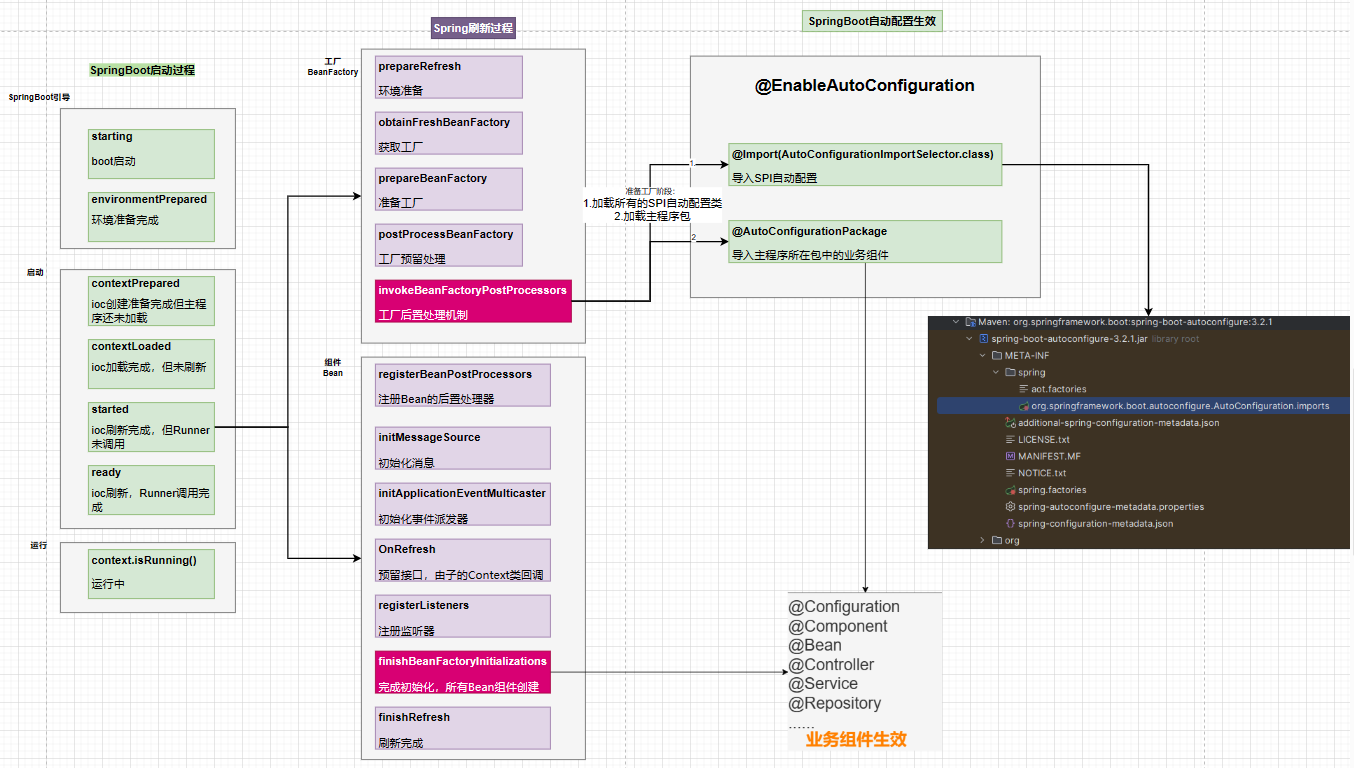 SpringBoot启动过程
SpringBoot引导
starting
boot启动
environmentPrepared
环境准备完成
启动
contextPrepared
ioc创建准备完成但主程
序还未加载
contextLoaded
ioc加载完成，但未刷新
started
ioc刷新完成，但Runner
未调用
ready
ioc刷新，Runner调用完
成
运行
context.isRunning()
运行中
Spring刷新过程
工厂
BeanFactory
prepareRefresh
环境准备
obtainFreshBeanFactory
获取工厂
prepareBeanFactory
准备工厂
postProcessBeanFactory
工厂预留处理
invokeBeanFactoryPostProcessors
工厂后置处理机制
组件
Bean
registerBeanPostProcessors
注册Bean的后置处理器
initMessageSource
初始化消息
initApplicationEventMulticaster
初始化事件派发器
OnRefresh
预留接口，由子的Context类回调
registerListeners
注册监听器
finishBeanFactoryInitializations
完成初始化，所有Bean组件创建
finishRefresh
刷新完成
准备工厂阶段：
1.加载所有的SPI自动配置类
2.加载主程序包
1.
2
SpringBoot自动配置生效
@EnableAutoConfiguration
@Import(AutoConfigurationImportSelector.class)
导入SPI自动配置
@AutoConfigurationPackage
导入主程序所在包中的业务组件
Maven: org.springframework.boot:spring-boot-autoconfigure:3.2.1
spring-boot-autoconfigure-3.2.1.jar library root
META-INF
spring
aot.factories
org.springframework.boot.autoconfigure.AutoConfiguration.imports
additional-spring-configuration-metadata.json
LICENSE.txt
MANIFEST.MF
NOTICE.txt
spring.factories
spring-autoconfigure-metadata.properties
spring-configuration-metadata.json
org
@Configuration
@Component
@Bean
@Controller
@Service
@Repository
......
业务组件生效